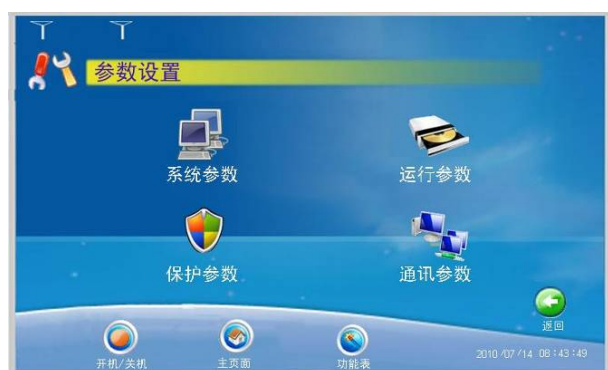 参数设置
系统参数 运行参数
保护参数 通讯参数
返回
开机/关机 主页面 功能表 2010/07/14 08:43:49